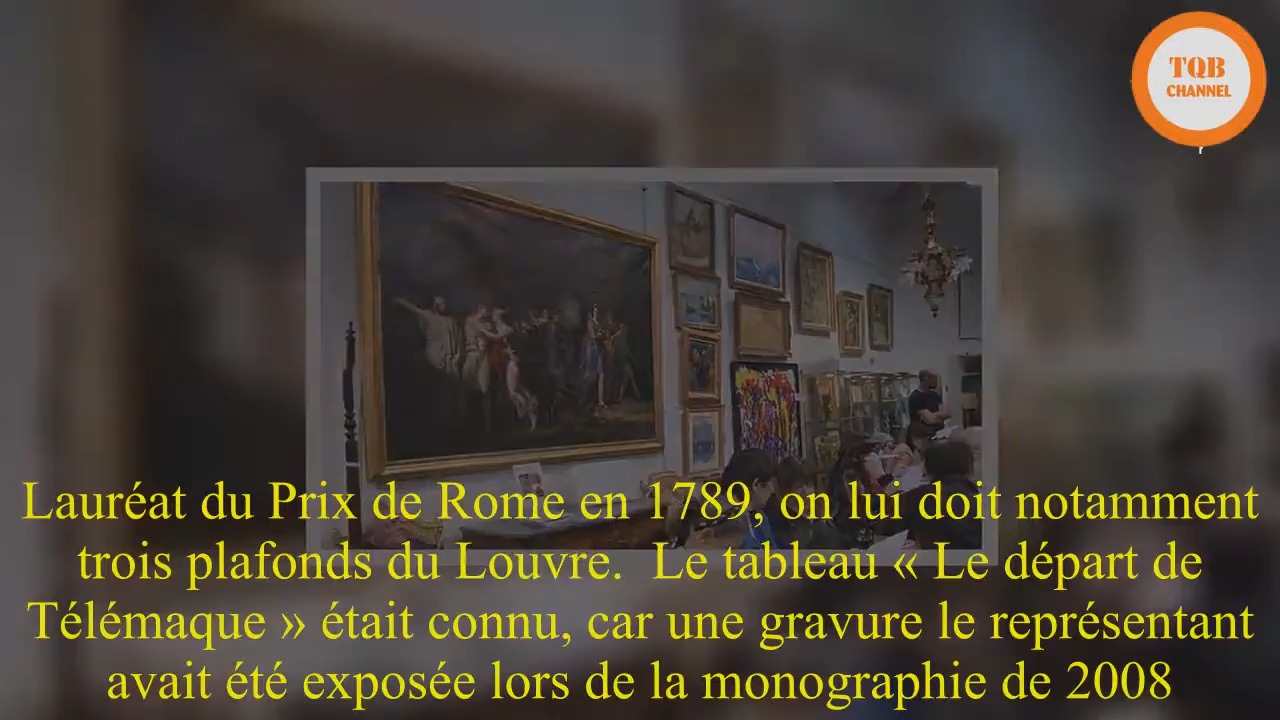 TQB
CHANNEL
Lauréat du Prix de Rome en 1789, on lui doit notamment
trois plafonds du Louvre.  Le tableau « Le départ de
Télémaque » était connu, car une gravure le représentant
avait été exposée lors de la monographie de 2008